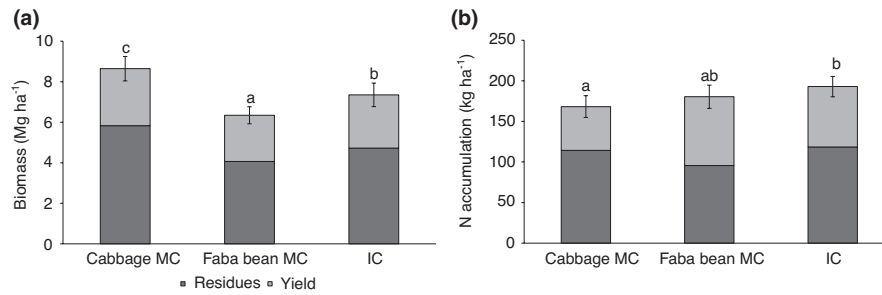 (a)
Biomass (Mg ha⁻¹)
10
8
6
4
2
0
c
a
b
Cabbage MC
Faba bean MC
IC
Residues
Yield
(b)
N accumulation (kg ha⁻¹)
250
200
150
100
50
0
a
ab
b
Cabbage MC
Faba bean MC
IC